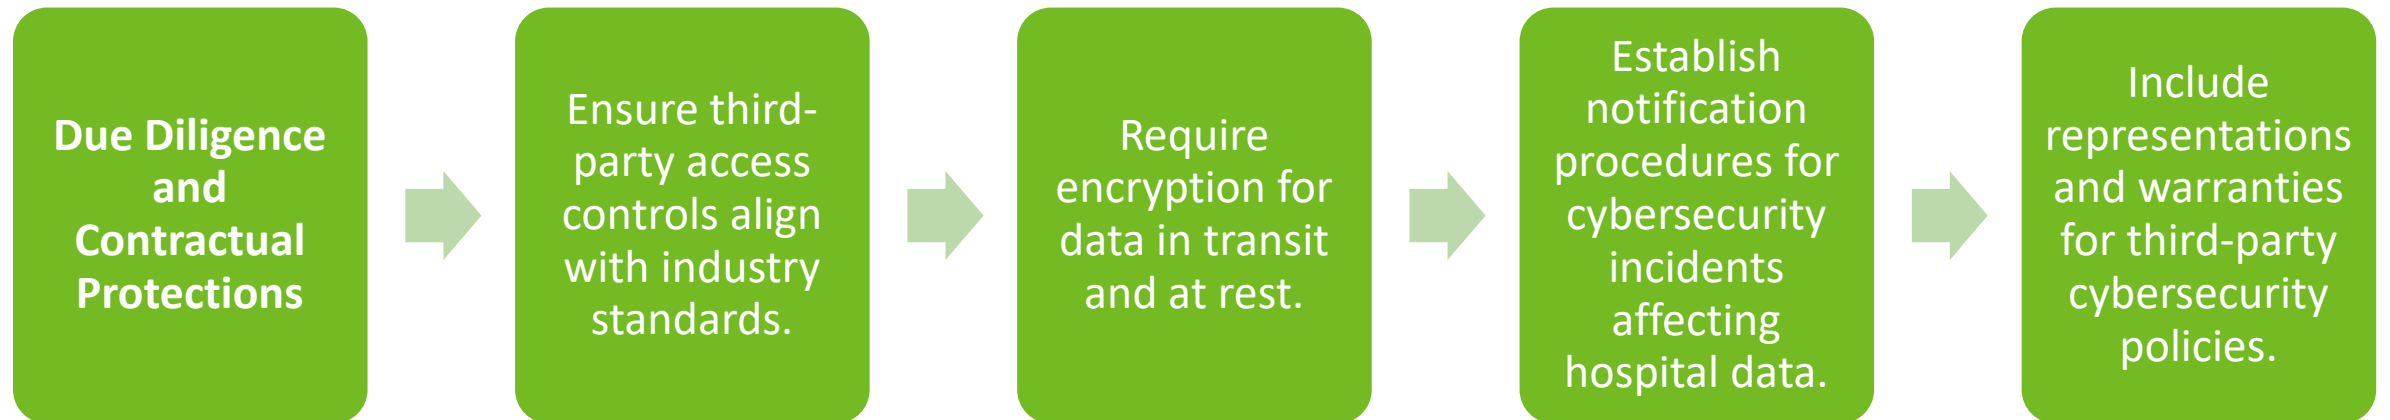 Due Diligence
and
Contractual
Protections
Ensure third-
party access
controls align
with industry
standards.
Require
encryption for
data in transit
and at rest.
Establish
notification
procedures for
cybersecurity
incidents
affecting
hospital data.
Include
representations
and warranties
for third-party
cybersecurity
policies.